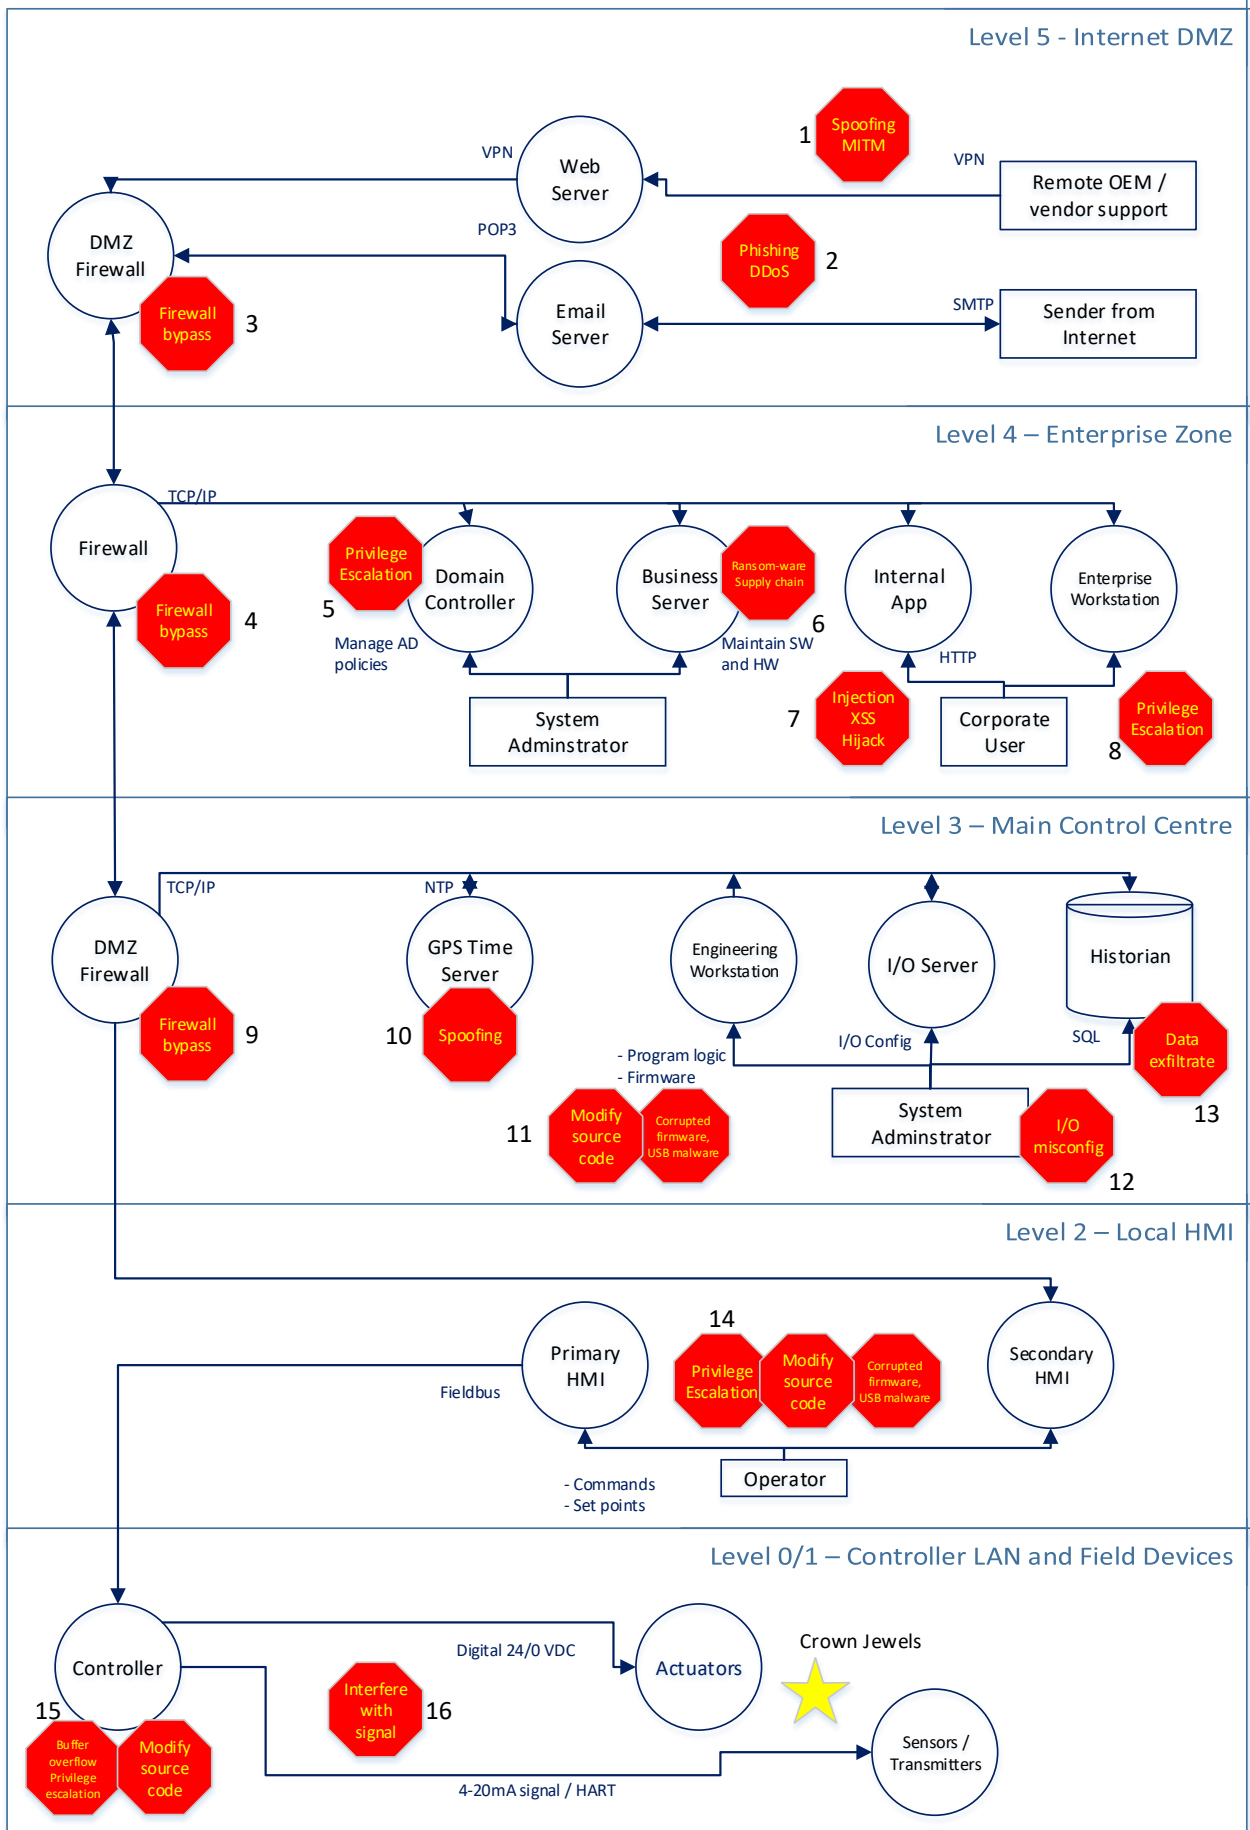 Level 5 - Internet DMZ
1
Spoofing
MITM
VPN
Web
Server
VPN
Remote OEM /
vendor support
DMZ
Firewall
POP3
Phishing
DDoS
2
Firewall
bypass
3
Email
Server
SMTP
Sender from
Internet
Level 4 – Enterprise Zone
TCP/IP
Firewall
Firewall
bypass
4
Privilege
Escalation
5
Domain
Controller
Manage AD
policies
Business
Server
Ransom-ware
Supply chain
6
Maintain SW
and HW
Internal
App
Enterprise
Workstation
HTTP
System
Adminstrator
7
Injection
XSS
Hijack
Corporate
User
Privilege
Escalation
8
Level 3 – Main Control Centre
TCP/IP
NTP
DMZ
Firewall
Firewall
bypass
9
GPS Time
Server
10
Spoofing
Engineering
Workstation
I/O Server
Historian
- Program logic
- Firmware
I/O Config
SQL
Data
exfiltrate
13
11
Modify
source
code
Corrupted
firmware,
USB malware
System
Adminstrator
I/O
misconfig
12
Level 2 – Local HMI
14
Primary
HMI
Privilege
Escalation
Modify
source
code
Corrupted
firmware,
USB malware
Secondary
HMI
Fieldbus
- Commands
- Set points
Operator
Level 0/1 – Controller LAN and Field Devices
Controller
Digital 24/0 VDC
Actuators
Crown Jewels
15
Buffer
overflow
Privilege
escalation
Modify
source
code
Interfere
with
signal
16
4-20mA signal / HART
Sensors /
Transmitters